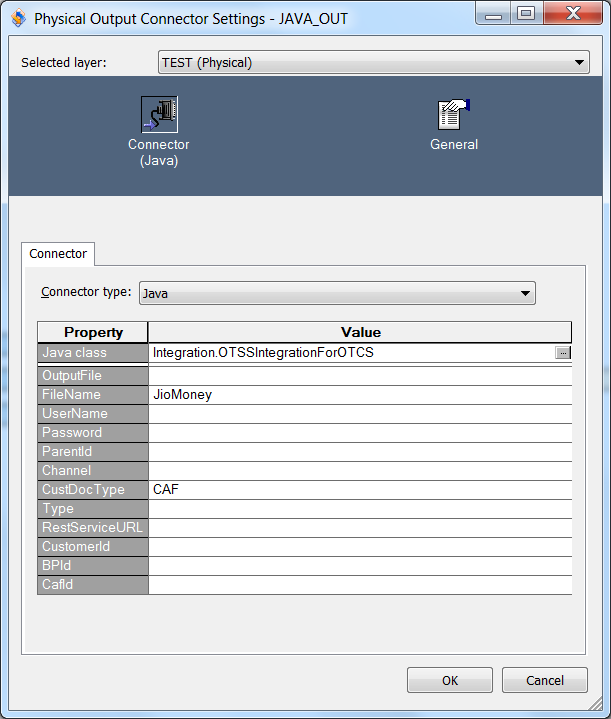 Physical Output Connector Settings - JAVA_OUT
Selected layer: TEST (Physical)
Connector
(Java)
General
Connector
Connector type: Java
Property Value
Java class Integration.OTSSIntegrationForOTCS ...
OutputFile
FileName JioMoney
UserName
Password
ParentId
Channel
CustDocType CAF
Type
RestServiceURL
CustomerId
BPId
CafId
OK Cancel